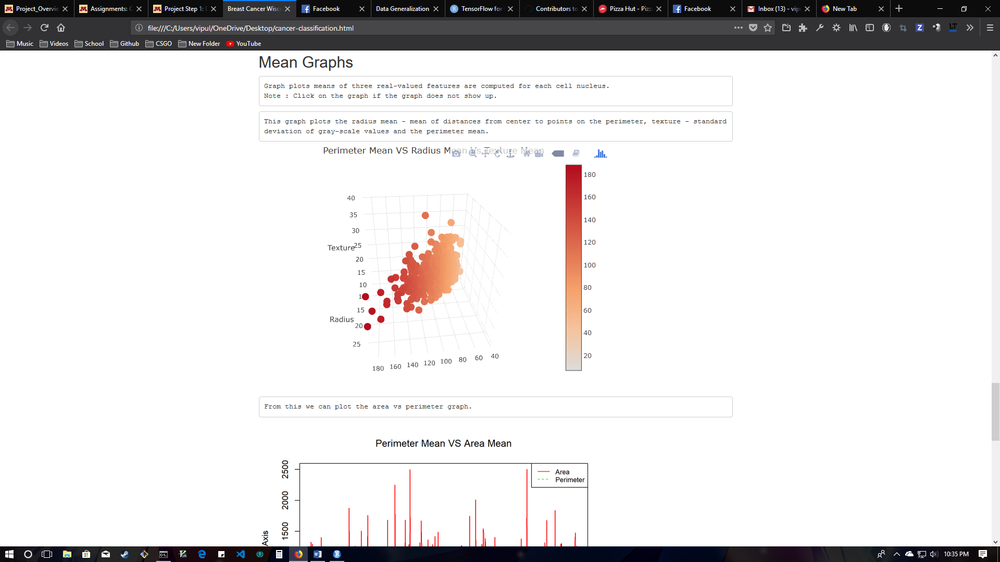 Project_Overvie
Assignments: C
Project Step 1: D
Breast Cancer Wisco
Facebook
Data Generalization
TensorFlow for
Contributors to
Pizza Hut - Pizz
Facebook
Inbox (13) - vip
New Tab
file:///C:/Users/vipul/OneDrive/Desktop/cancer-classification.html
Music
Videos
School
Github
CSGO
New Folder
YouTube
Mean Graphs
Graph plots means of three real-valued features are computed for each cell nucleus.
Note : Click on the graph if the graph does not show up.
This graph plots the radius mean - mean of distances from center to points on the perimeter, texture - standard
deviation of gray-scale values and the perimeter mean.
Perimeter Mean VS Radius Mean Vs Texture Mean
40
35
30
Texture
25
20
15
10
15
Radius
20
25
180 160 140 120 100 80 60 40
180
160
140
120
100
80
60
40
20
From this we can plot the area vs perimeter graph.
Perimeter Mean VS Area Mean
2500
2000
1500
Axis
Area
Perimeter
10:35 PM